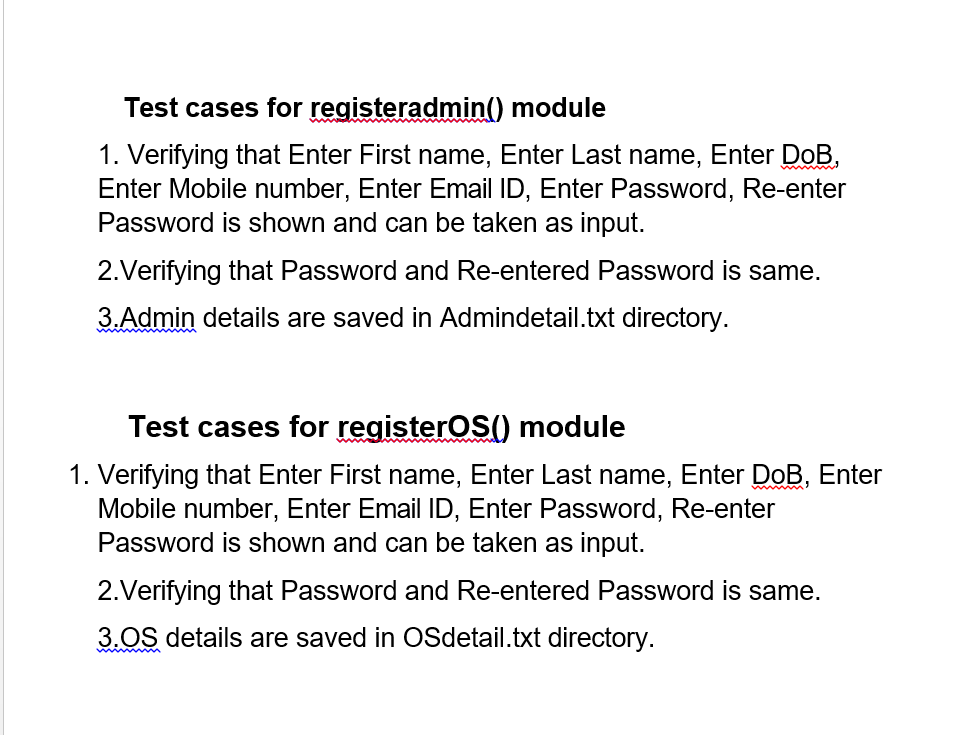 Test cases for registeradmin() module
1. Verifying that Enter First name, Enter Last name, Enter DoB,
Enter Mobile number, Enter Email ID, Enter Password, Re-enter
Password is shown and can be taken as input.
2.Verifying that Password and Re-entered Password is same.
3.Admin details are saved in Admindetail.txt directory.
Test cases for registerOS() module
1. Verifying that Enter First name, Enter Last name, Enter DoB, Enter
Mobile number, Enter Email ID, Enter Password, Re-enter
Password is shown and can be taken as input.
2.Verifying that Password and Re-entered Password is same.
3.OS details are saved in OSdetail.txt directory.